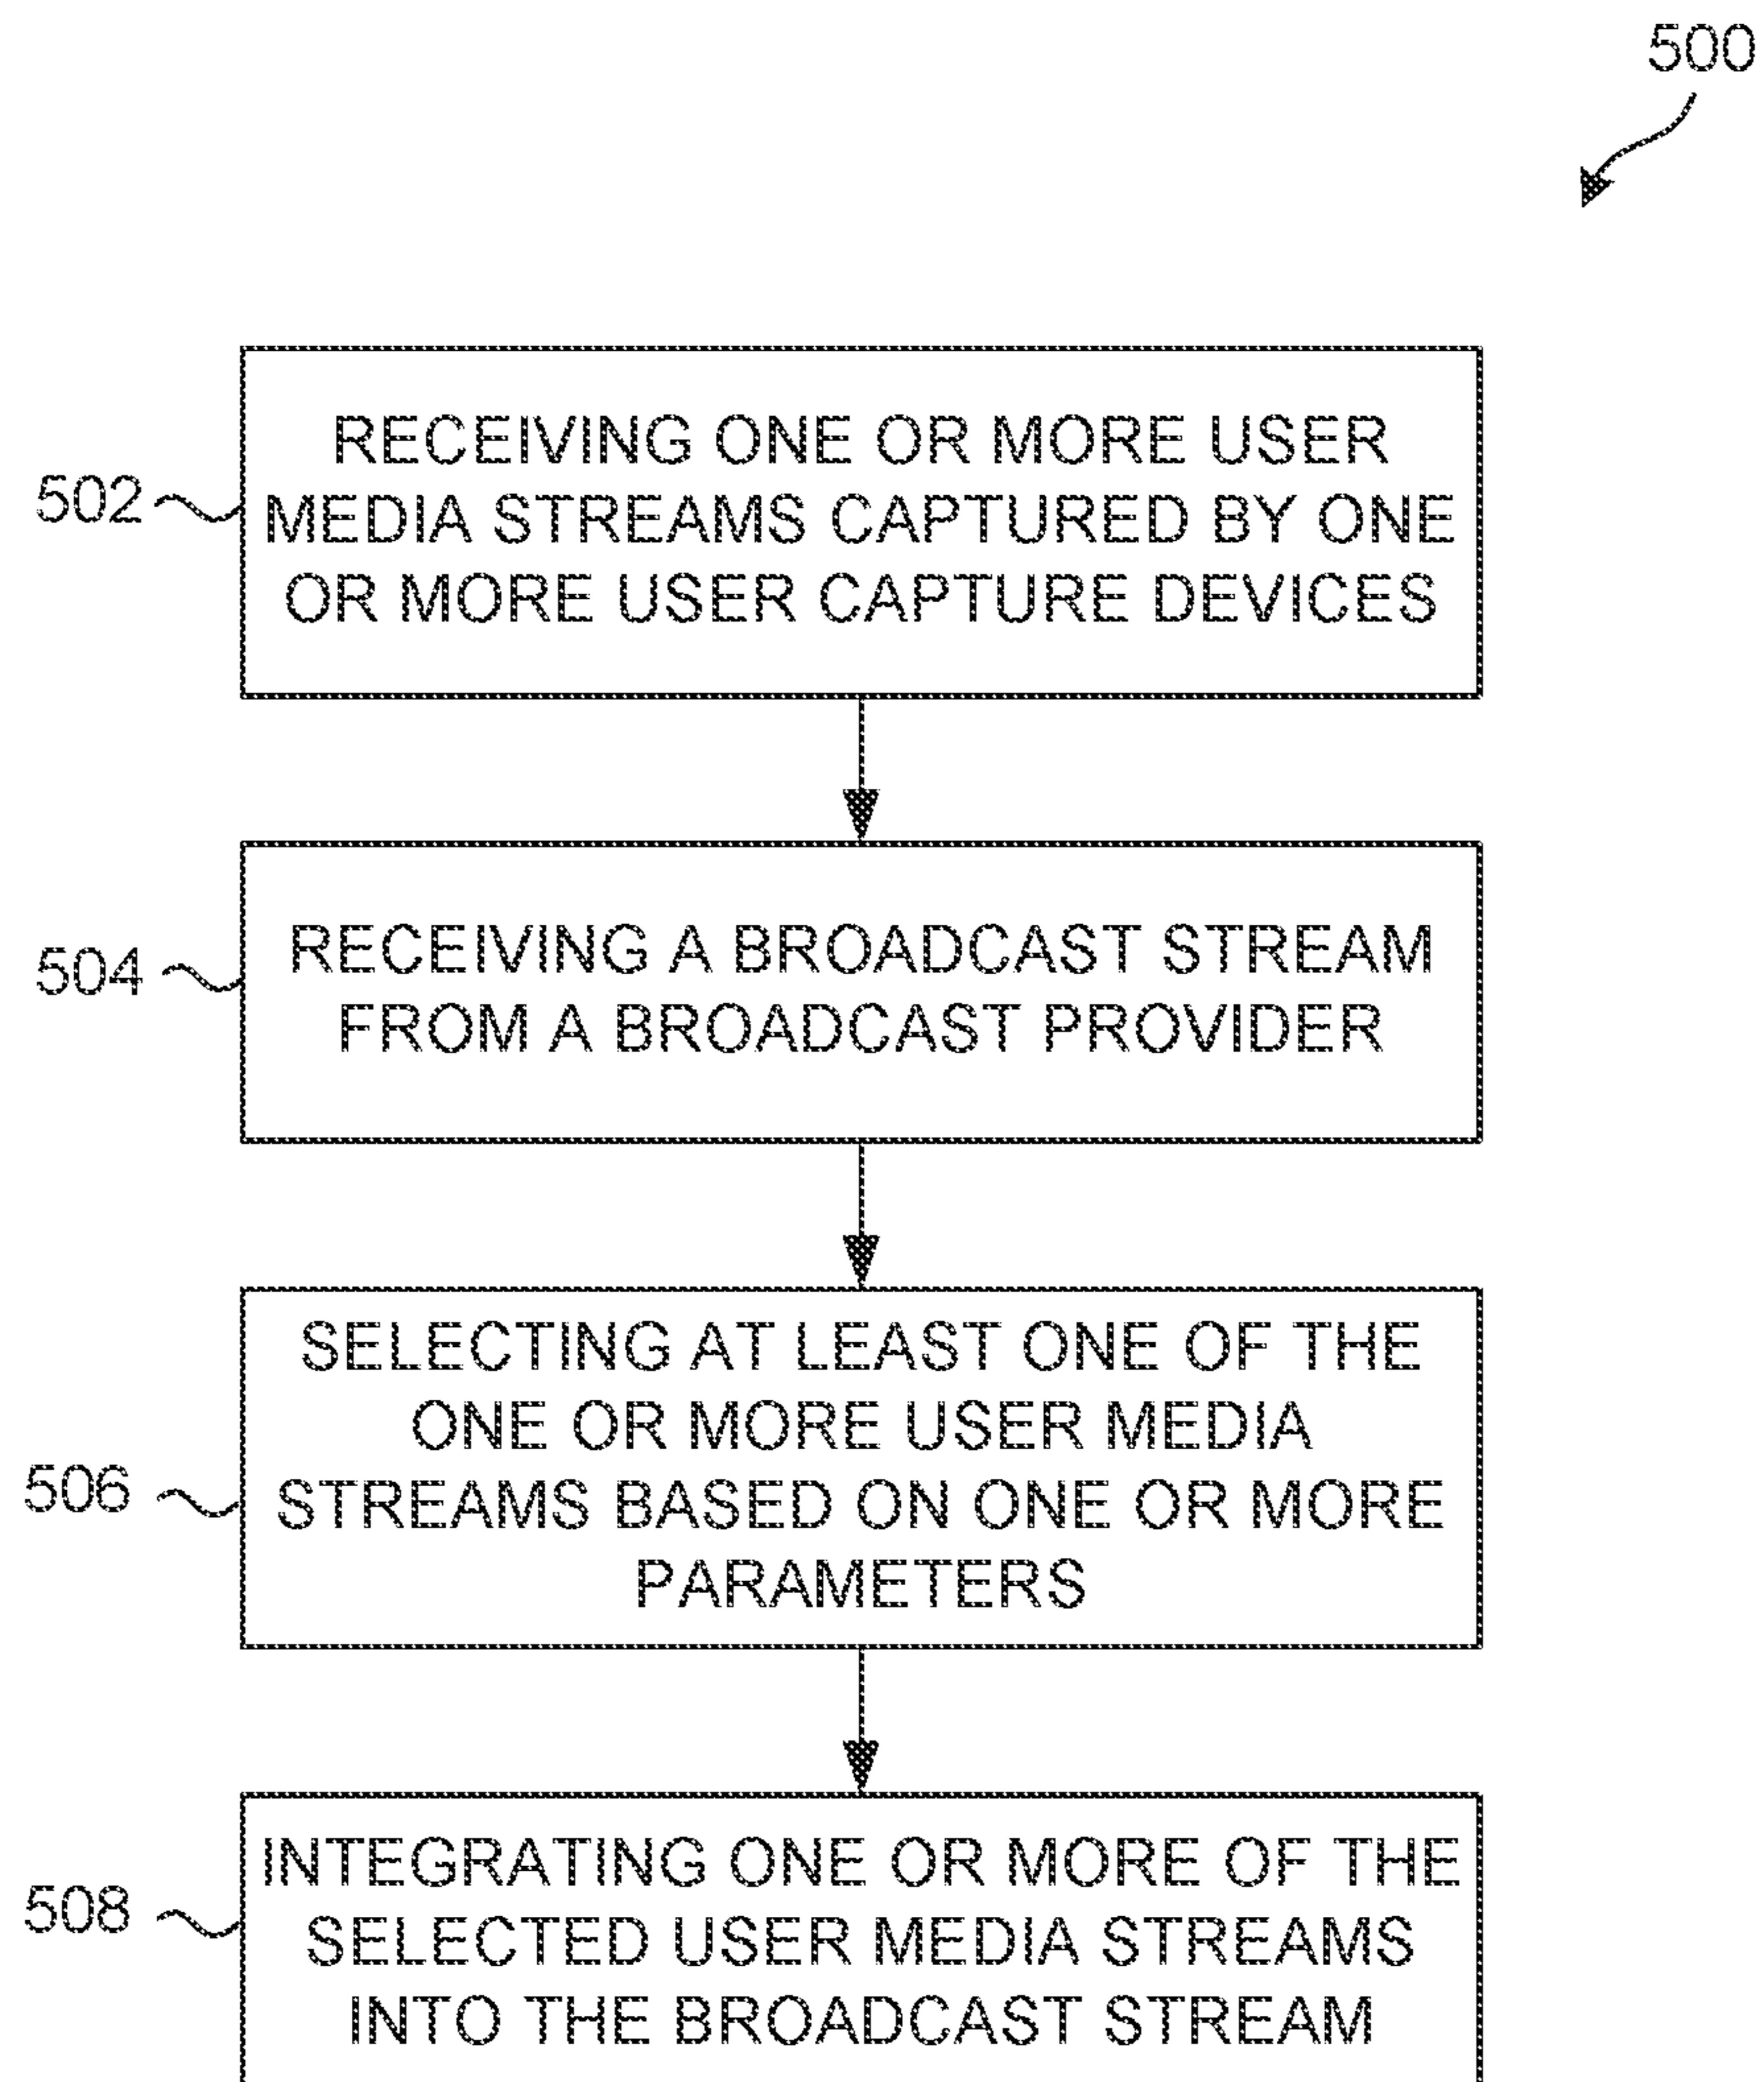 500
502
RECEIVING ONE OR MORE USER
MEDIA STREAMS CAPTURED BY ONE
OR MORE USER CAPTURE DEVICES
504
RECEIVING A BROADCAST STREAM
FROM A BROADCAST PROVIDER
506
SELECTING AT LEAST ONE OF THE
ONE OR MORE USER MEDIA
STREAMS BASED ON ONE OR MORE
PARAMETERS
508
INTEGRATING ONE OR MORE OF THE
SELECTED USER MEDIA STREAMS
INTO THE BROADCAST STREAM